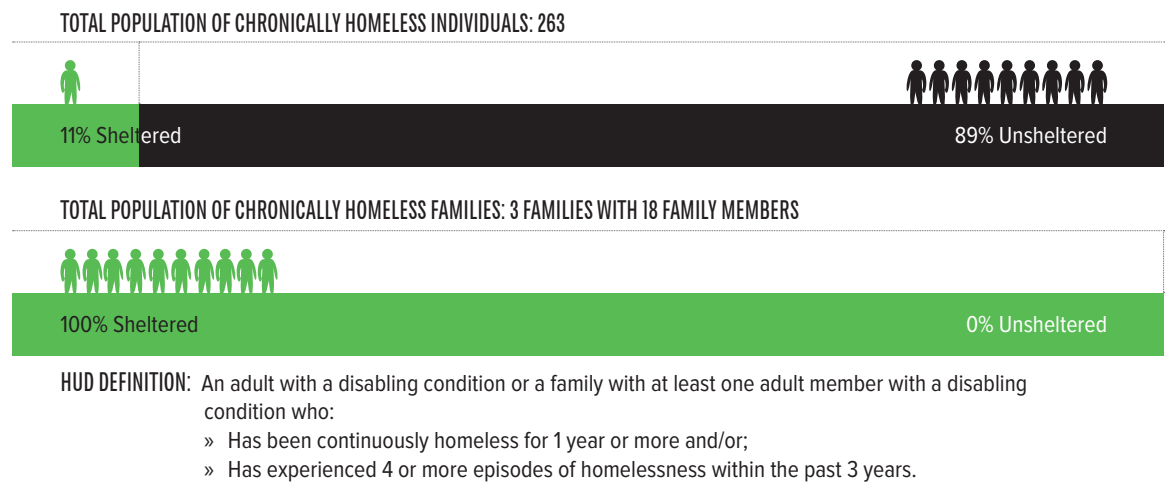 TOTAL POPULATION OF CHRONICALLY HOMELESS INDIVIDUALS: 263
11% Sheltered 89% Unsheltered
TOTAL POPULATION OF CHRONICALLY HOMELESS FAMILIES: 3 FAMILIES WITH 18 FAMILY MEMBERS
100% Sheltered 0% Unsheltered
HUD DEFINITION: An adult with a disabling condition or a family with at least one adult member with a disabling
condition who:
» Has been continuously homeless for 1 year or more and/or;
» Has experienced 4 or more episodes of homelessness within the past 3 years.